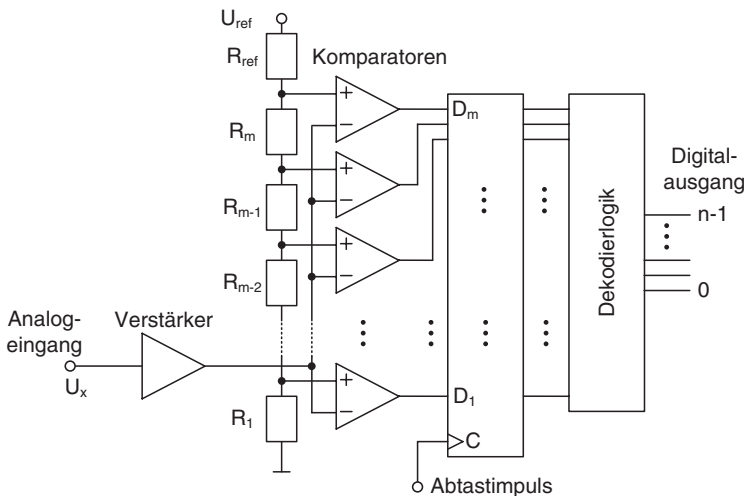 U_ref
R_ref
Komparatoren
+
−
R_m
D_m
+
−
R_m-1
Digital-
ausgang
n-1
+
−
R_m-2
Dekodierlogik
0
Analog-
eingang
Verstärker
U_x
+
−
R_1
D_1
C
Abtastimpuls